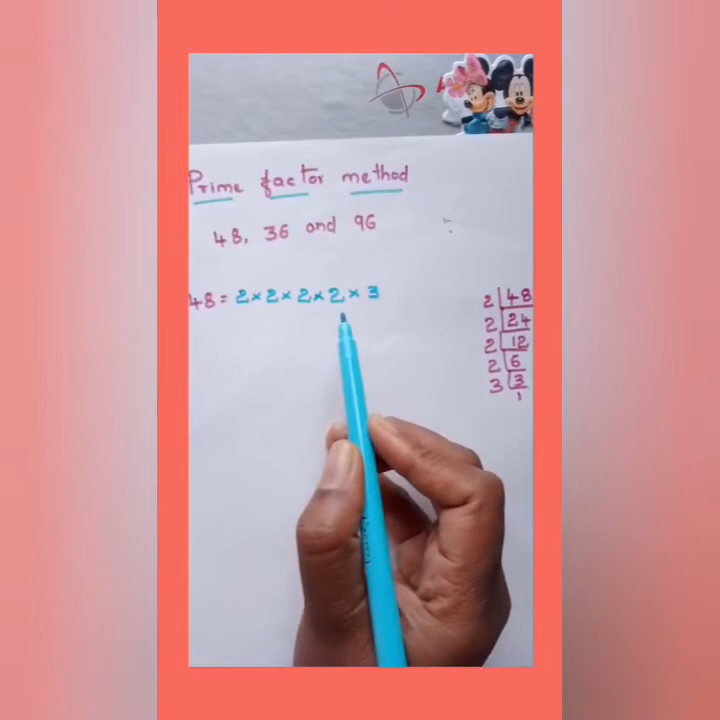 Prime factor method
48, 36 and 96
48 = 2 × 2 × 2 × 2 × 3
2 48
2 24
2 12
2 6
3 3
1